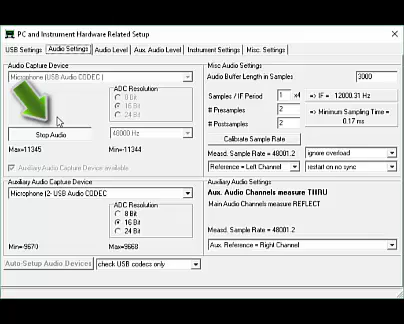 PC and Instrument Hardware Related Setup
USB Settings Audio Settings Audio Level Aux. Audio Level Instrument Settings Misc. Settings
Audio Capture Device
Microphone (USB Audio CODEC )
ADC Resolution
8 Bit
16 Bit
24 Bit
Stop Audio
48000 Hz
Max=11345 Min=-11344
Auxiliary Audio Capture Device available
Auxiliary Audio Capture Device
Microphone (2- USB Audio CODEC
ADC Resolution
8 Bit
16 Bit
24 Bit
Min=-9670 Max=9668
Auto-Setup Audio Devices check USB codecs only
Misc Audio Settings
Audio Buffer Length in Samples 3000
Samples / IF Period 1 x4 => IF = 12000.31 Hz
# Presamples 2
# Postsamples 2
=> Minimum Sampling Time =
0.17 ms
Calibrate Sample Rate
Measd. Sample Rate = 48001.2 ignore overload
Reference = Left Channel restart on no sync
Auxiliary Audio Settings
Aux. Audio Channels measure THRU
Main Audio Channels measure REFLECT
Measd. Sample Rate = 48001.2
Aux. Reference = Right Channel